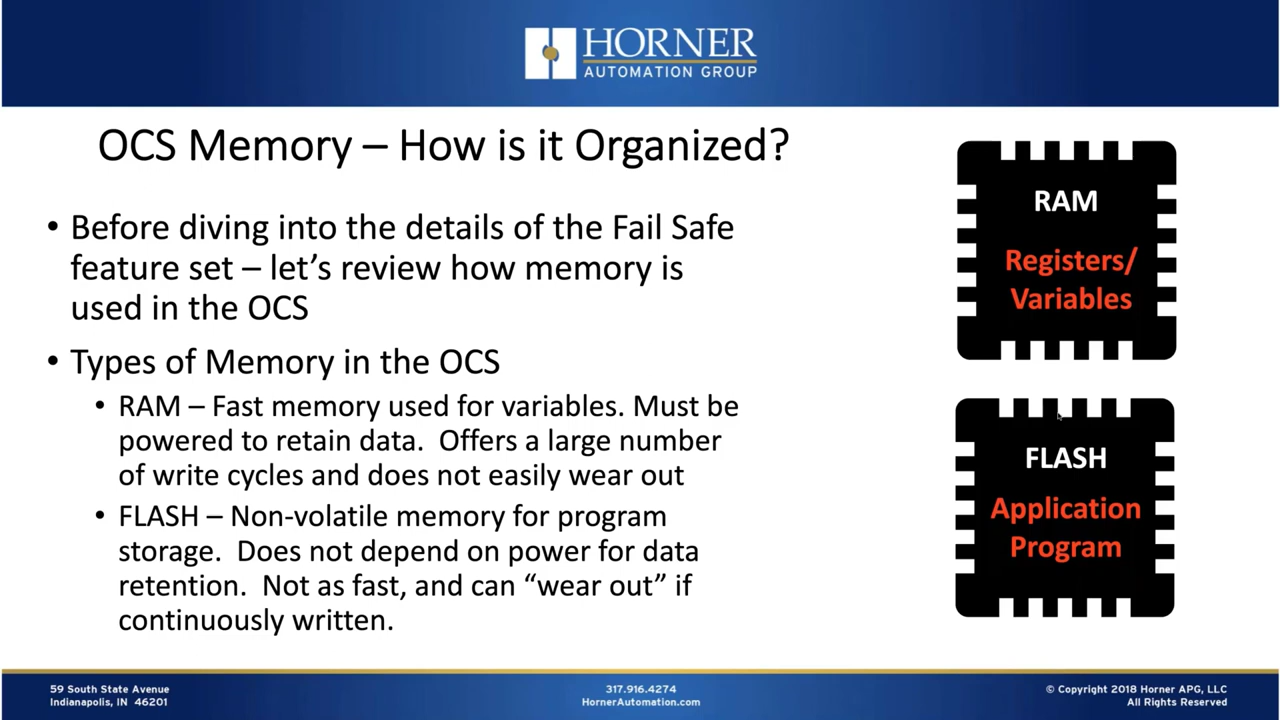 HORNER
AUTOMATION GROUP
OCS Memory – How is it Organized?
• Before diving into the details of the Fail Safe
feature set – let's review how memory is
used in the OCS
• Types of Memory in the OCS
• RAM – Fast memory used for variables. Must be
powered to retain data.  Offers a large number
of write cycles and does not easily wear out
• FLASH – Non-volatile memory for program
storage.  Does not depend on power for data
retention.  Not as fast, and can “wear out” if
continuously written.
RAM
Registers/
Variables
FLASH
Application
Program
59 South State Avenue
Indianapolis, IN  46201
317.916.4274
HornerAutomation.com
© Copyright 2018 Horner APG, LLC
All Rights Reserved